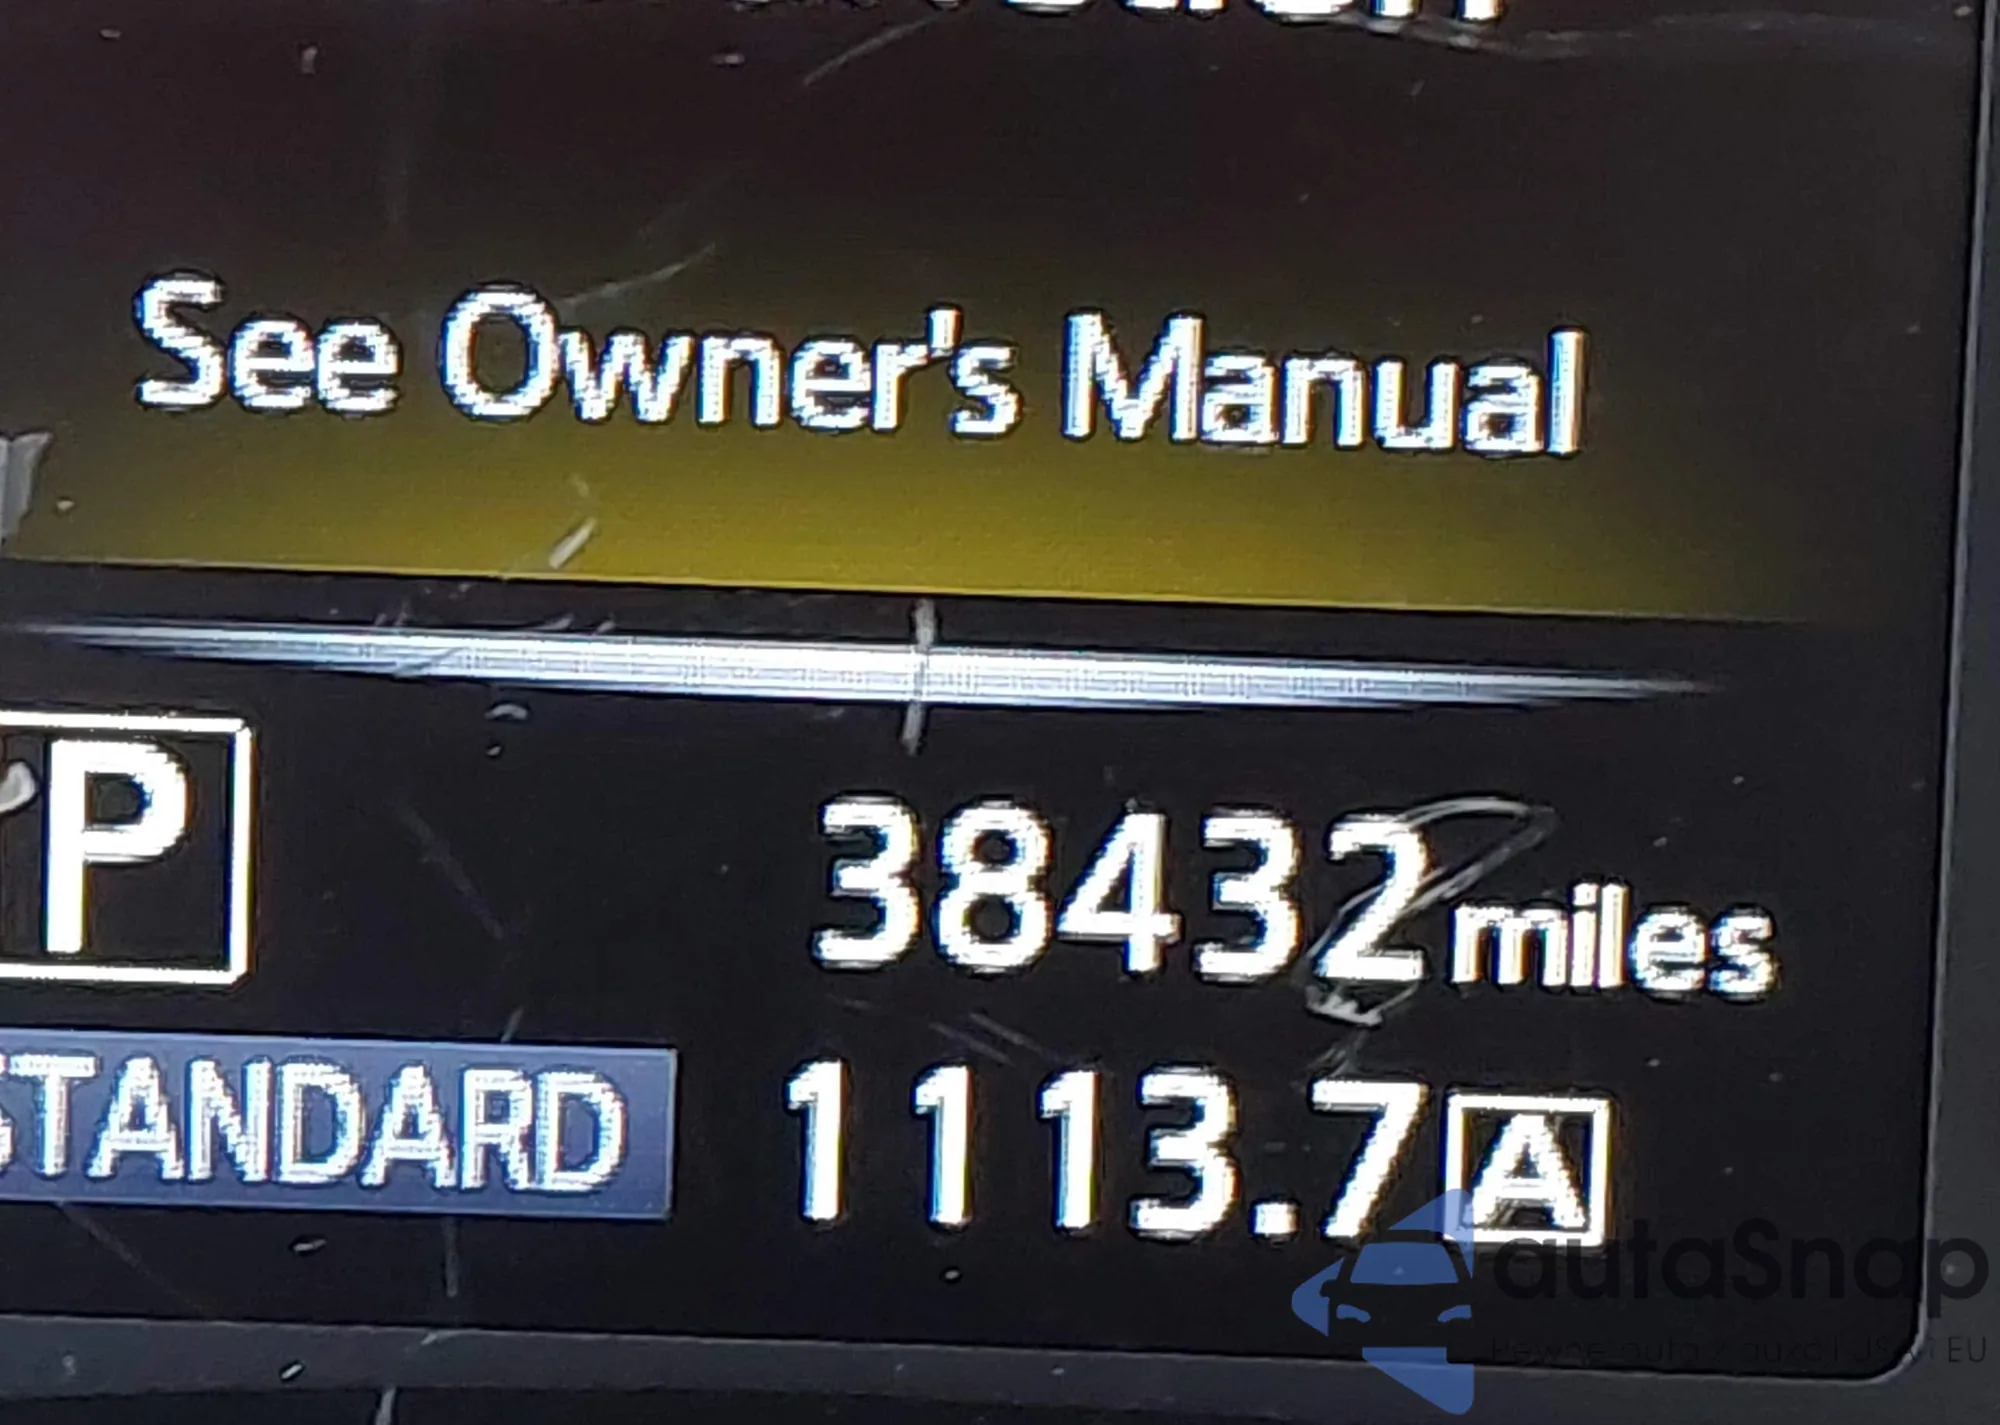 See Owner's Manual
P
38432 miles
STANDARD
1113.7 A
autaSnap